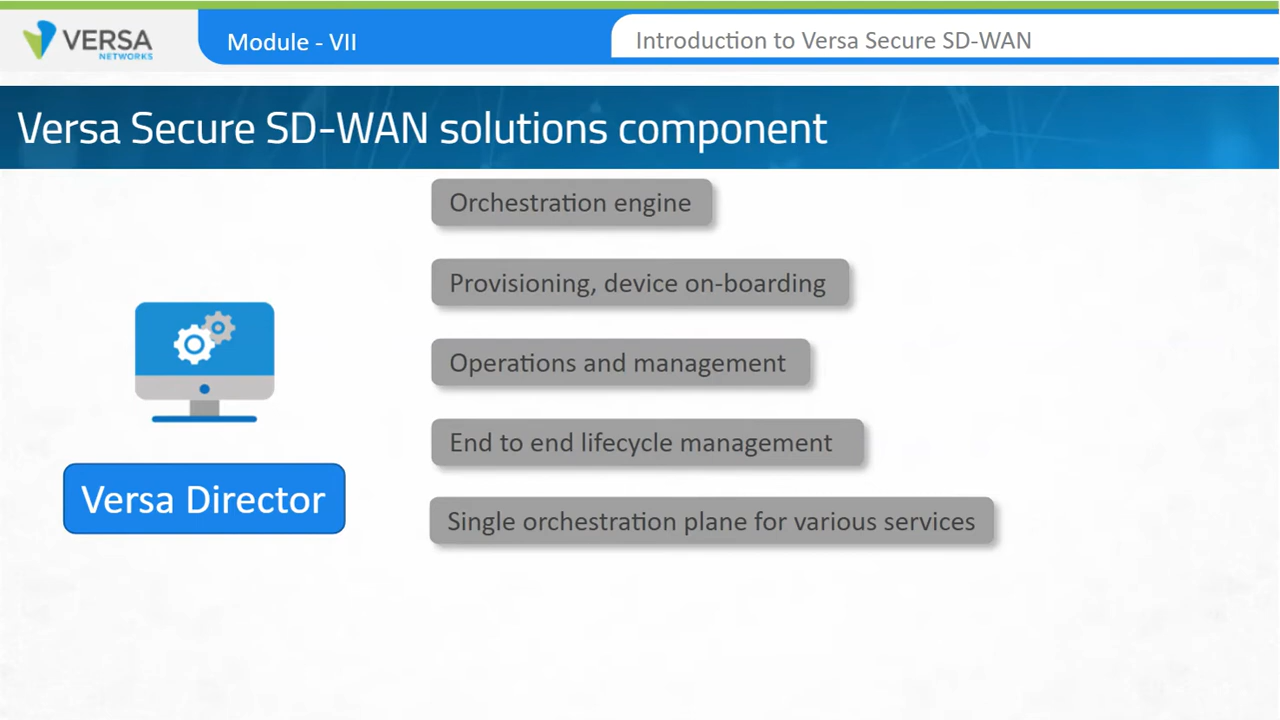 VERSA
NETWORKS
Module - VII
Introduction to Versa Secure SD-WAN
Versa Secure SD-WAN solutions component
Orchestration engine
Provisioning, device on-boarding
Operations and management
End to end lifecycle management
Single orchestration plane for various services
Versa Director